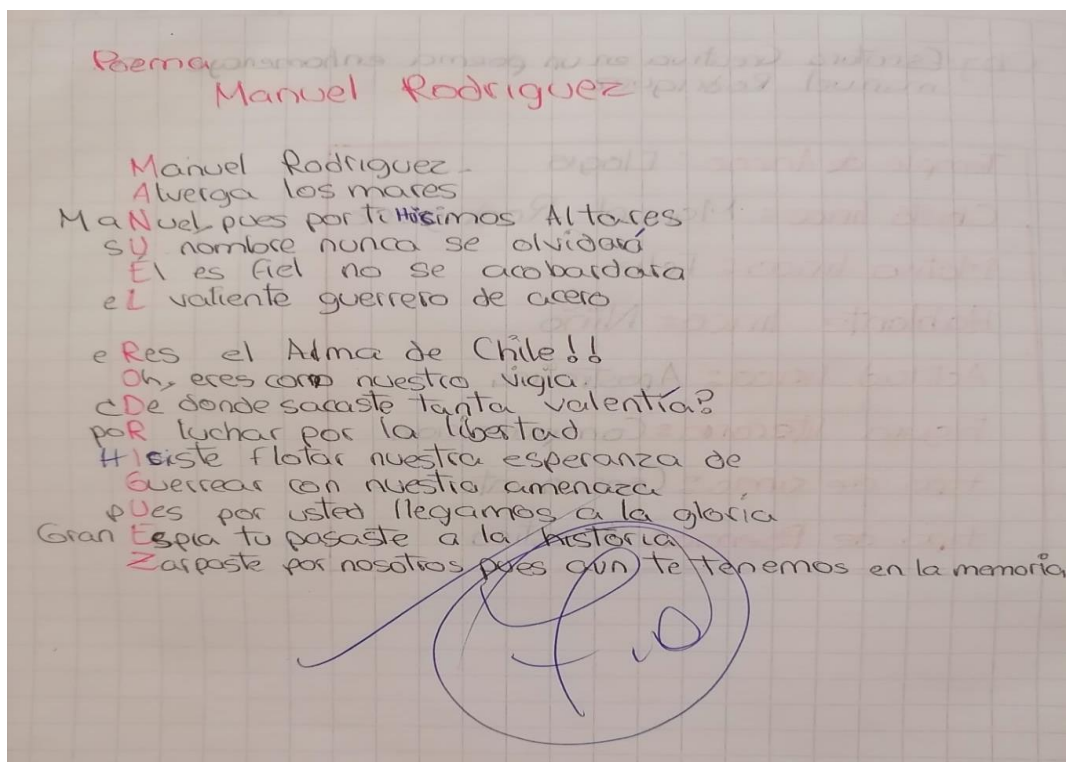 Poema
Manuel Rodriguez
Manuel Rodriguez
Alverga los mares
MaNuel, pues por ti Hisimos Altares
sU nombre nunca se olvidará
Él es fiel no se acobardara
eL valiente guerrero de acero
eRes el Alma de Chile!!
Oh, eres como nuestro vigia
¿De donde sacaste tanta valentía?
poR luchar por la libertad
HIciste flotar nuestra esperanza de
Guerrear con nuestra amenaza
pUes por usted llegamos a la gloria
Gran Espia tu pasaste a la historia
Zarpaste por nosotros pues aun te tenemos en la memoria